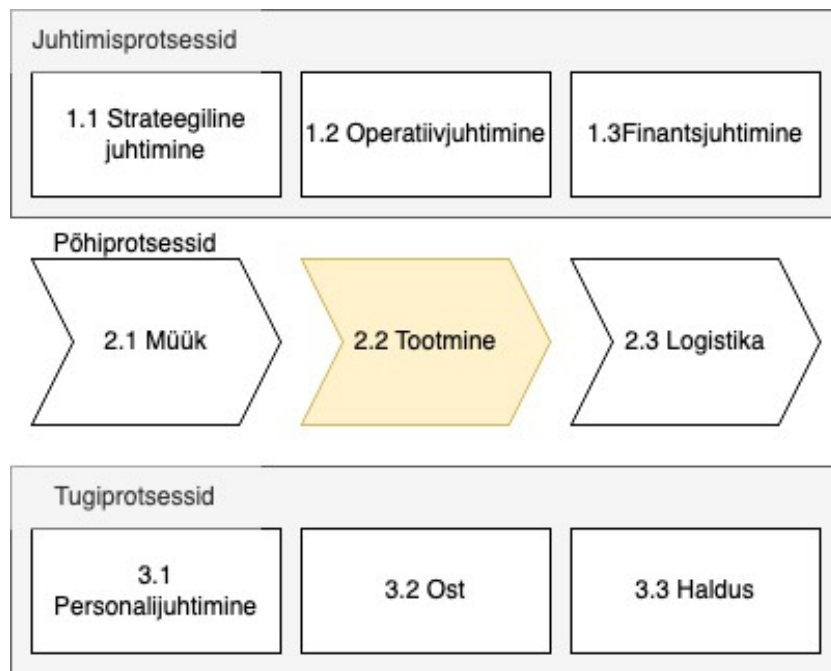 Juhtimisprotsessid
1.1 Strateegiline
juhtimine
1.2 Operatiivjuhtimine
1.3Finantsjuhtimine
Põhiprotsessid
2.1 Müük
2.2 Tootmine
2.3 Logistika
Tugiprotsessid
3.1
Personalijuhtimine
3.2 Ost
3.3 Haldus